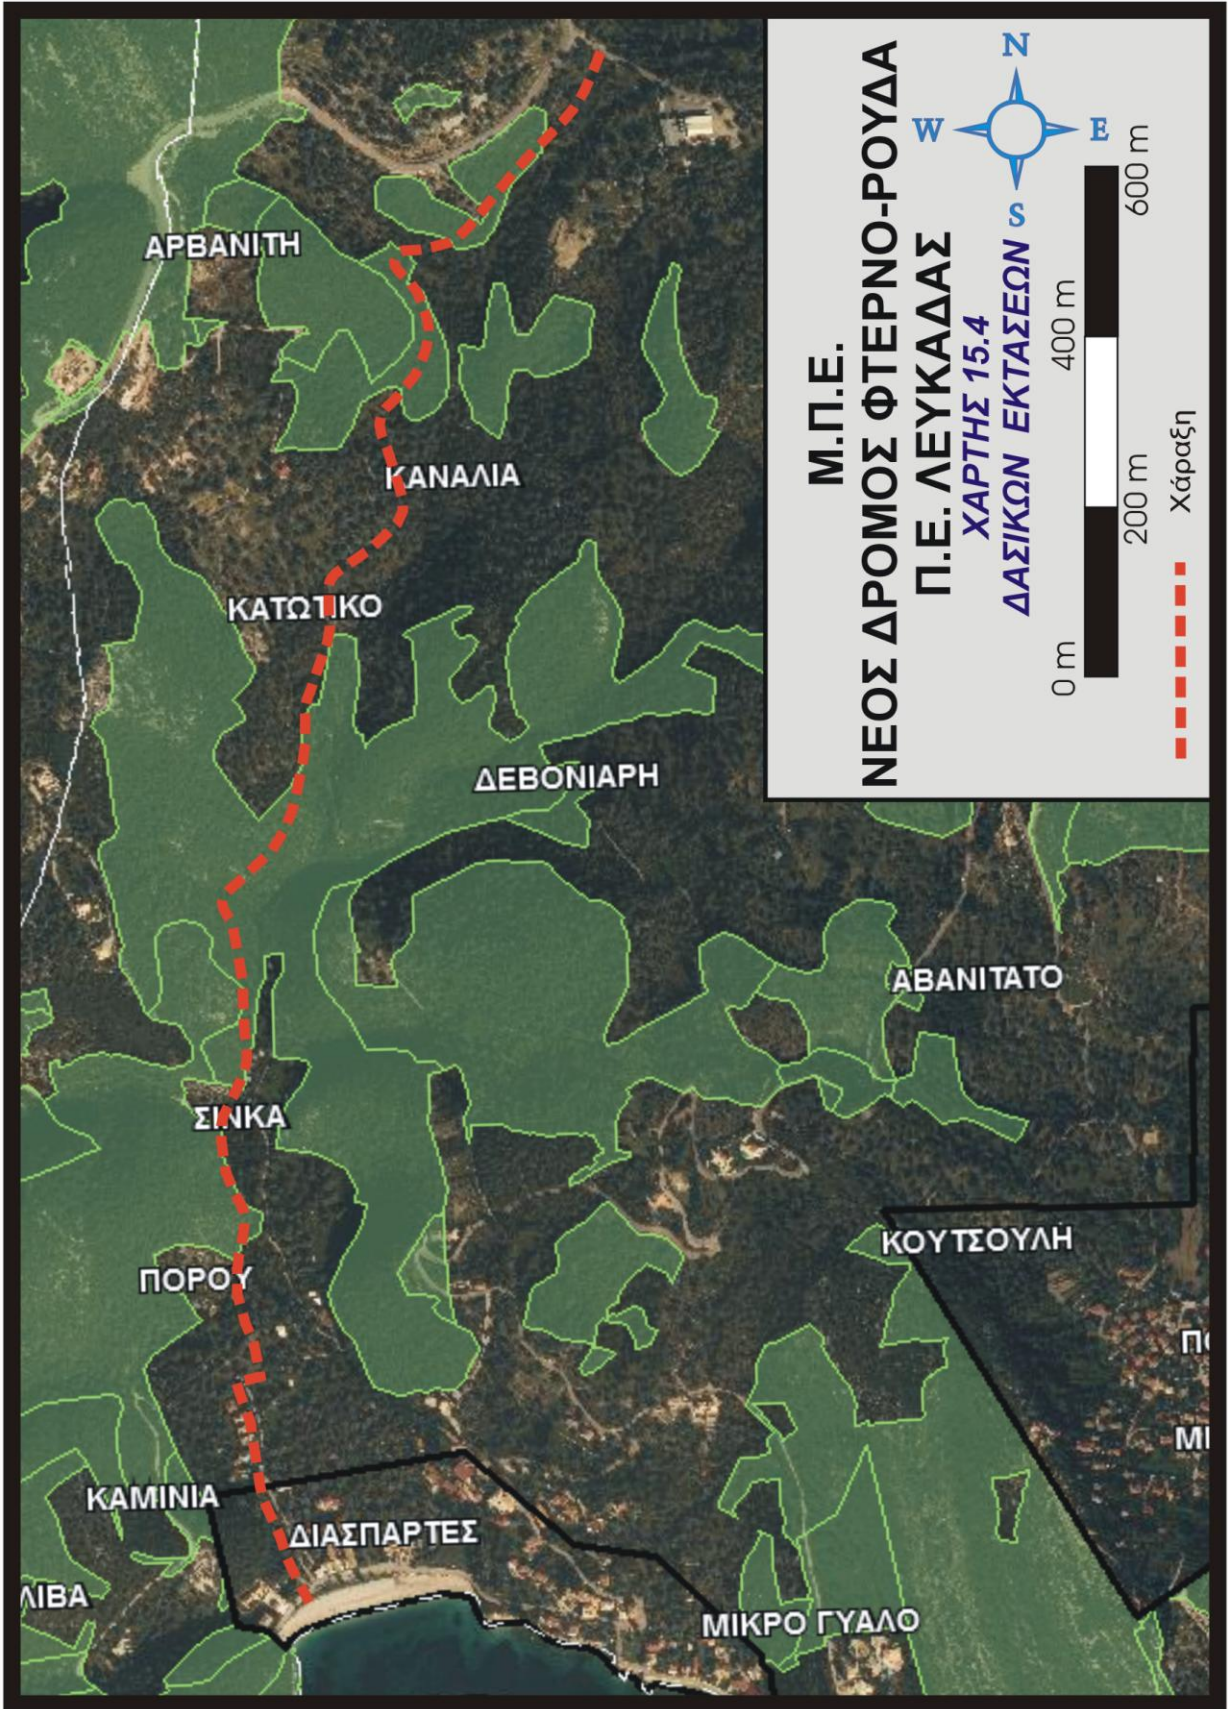 Μ.Π.Ε.
ΝΕΟΣ ΔΡΟΜΟΣ ΦΤΕΡΝΟ-ΡΟΥΔΑ
Π.Ε. ΛΕΥΚΑΔΑΣ
ΧΑΡΤΗΣ 15.4
ΔΑΣΙΚΩΝ ΕΚΤΑΣΕΩΝ
N
W
E
S
0 m
200 m
400 m
600 m
Χάραξη
ΑΡΒΑΝΙΤΗ
ΚΑΝΑΛΙΑ
ΚΑΤΩΤΙΚΟ
ΔΕΒΟΝΙΑΡΗ
ΑΒΑΝΙΤΑΤΟ
ΣΙΝΚΑ
ΚΟΥΤΣΟΥΛΗ
ΠΟΡΟΥ
ΚΑΜΙΝΙΑ
ΔΙΑΣΠΑΡΤΕΣ
ΛΙΒΑ
ΜΙΚΡΟ ΓΥΑΛΟ